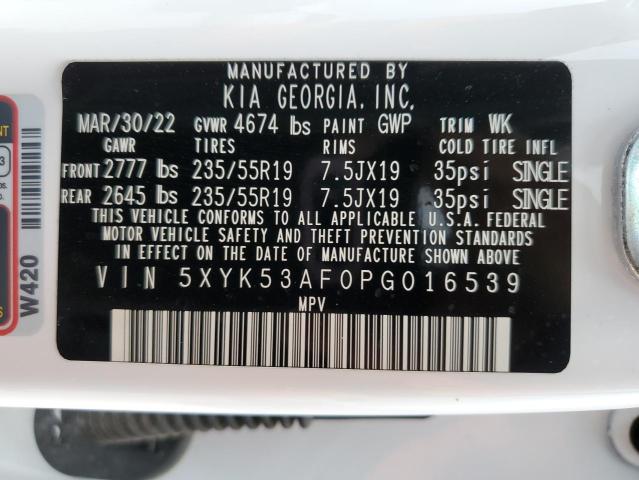 MANUFACTURED BY
KIA GEORGIA, INC.
MAR/30/22 GVWR 4674 lbs PAINT GWP TRIM WK
GAWR TIRES RIMS COLD TIRE INFL
FRONT 2777 lbs 235/55R19 7.5JX19 35psi SINGLE
REAR 2645 lbs 235/55R19 7.5JX19 35psi SINGLE
THIS VEHICLE CONFORMS TO ALL APPLICABLE U.S.A. FEDERAL
MOTOR VEHICLE SAFETY AND THEFT PREVENTION STANDARDS
IN EFFECT ON THE DATE OF MANUFACTURE SHOWN ABOVE
VIN 5XYK53AF0PG016539
MPV
W420